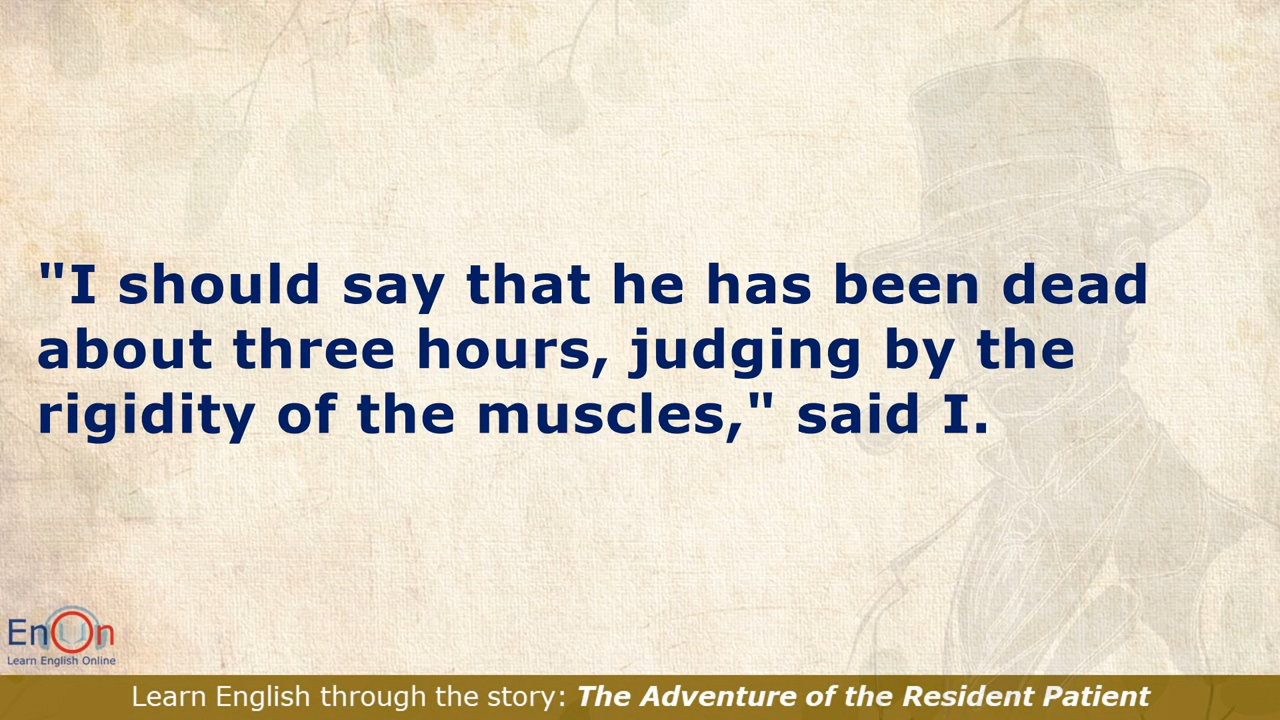 "I should say that he has been dead
about three hours, judging by the
rigidity of the muscles," said I.
EnOn
Learn English Online
Learn English through the story: The Adventure of the Resident Patient